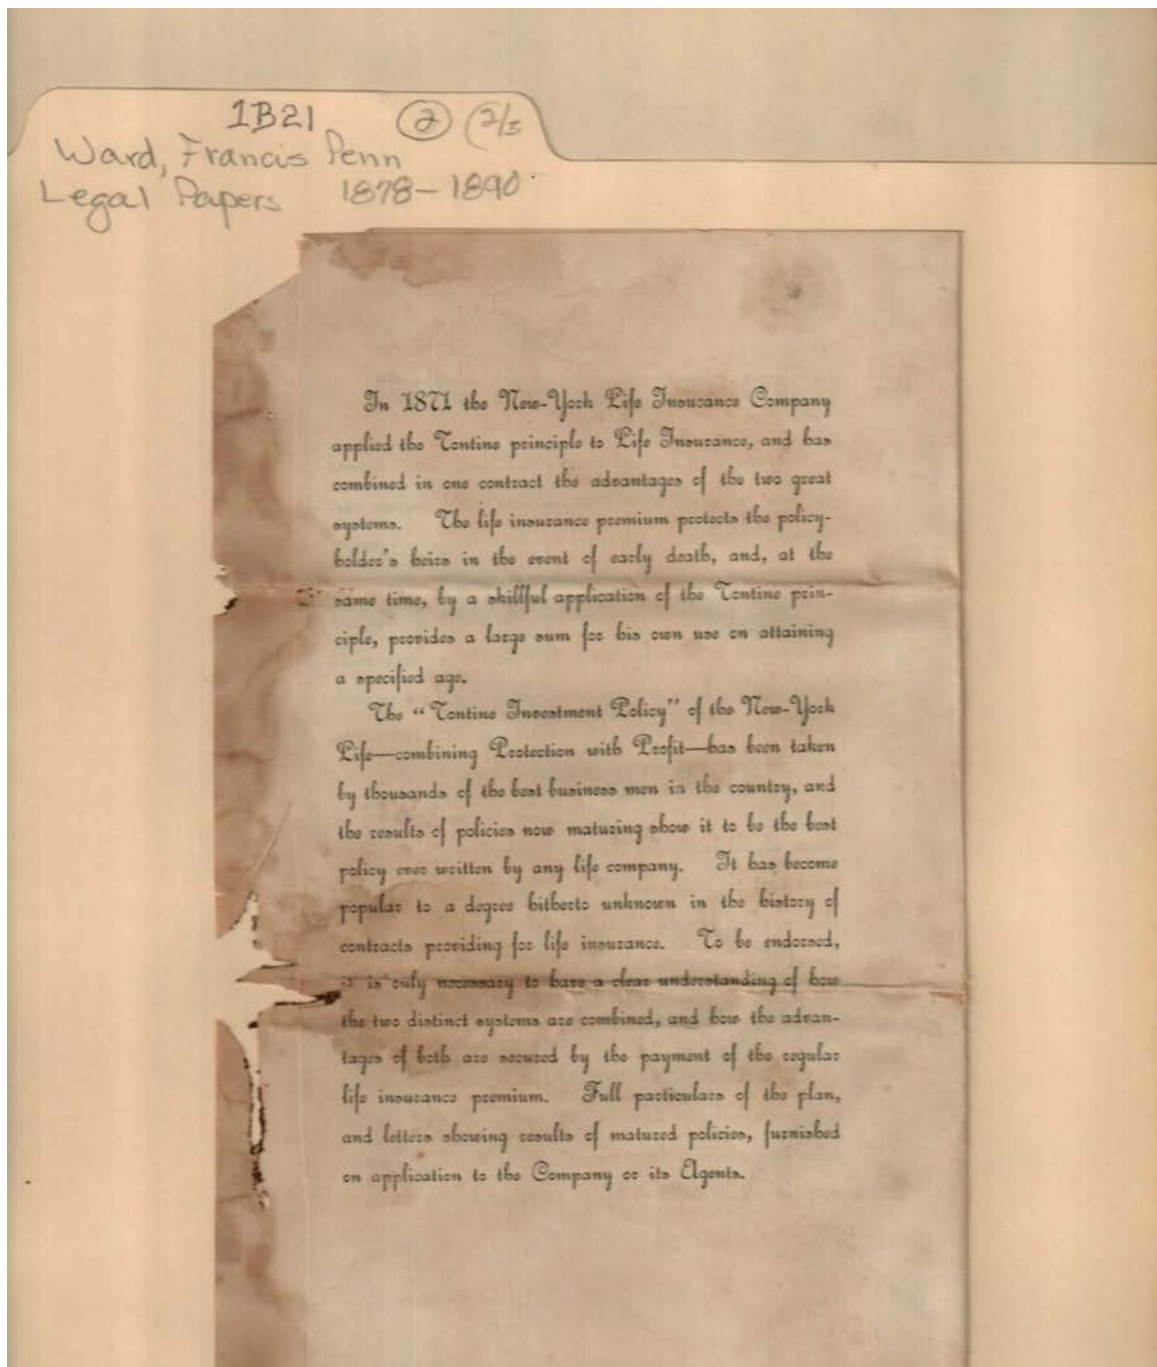 1B21 2 (2/5
Ward, Francis Penn
Legal Papers 1878-1890
In 1871 the New-York Life Insurance Company
applied the Tontine principle to Life Insurance, and has
combined in one contract the advantages of the two great
systems. The life insurance premium protects the policy-
holder's heirs in the event of early death, and, at the
same time, by a skillful application of the Tontine prin-
ciple, provides a large sum for his own use on attaining
a specified age.
The "Tontine Investment Policy" of the New-York
Life—combining Protection with Profit—has been taken
by thousands of the best business men in the country, and
the results of policies now maturing show it to be the best
policy ever written by any life company. It has become
popular to a degree hitherto unknown in the history of
contracts providing for life insurance. To be endorsed,
it is only necessary to have a clear understanding of how
the two distinct systems are combined, and how the advan-
tages of both are secured by the payment of the regular
life insurance premium. Full particulars of the plan,
and letters showing results of matured policies, furnished
on application to the Company or its Agents.